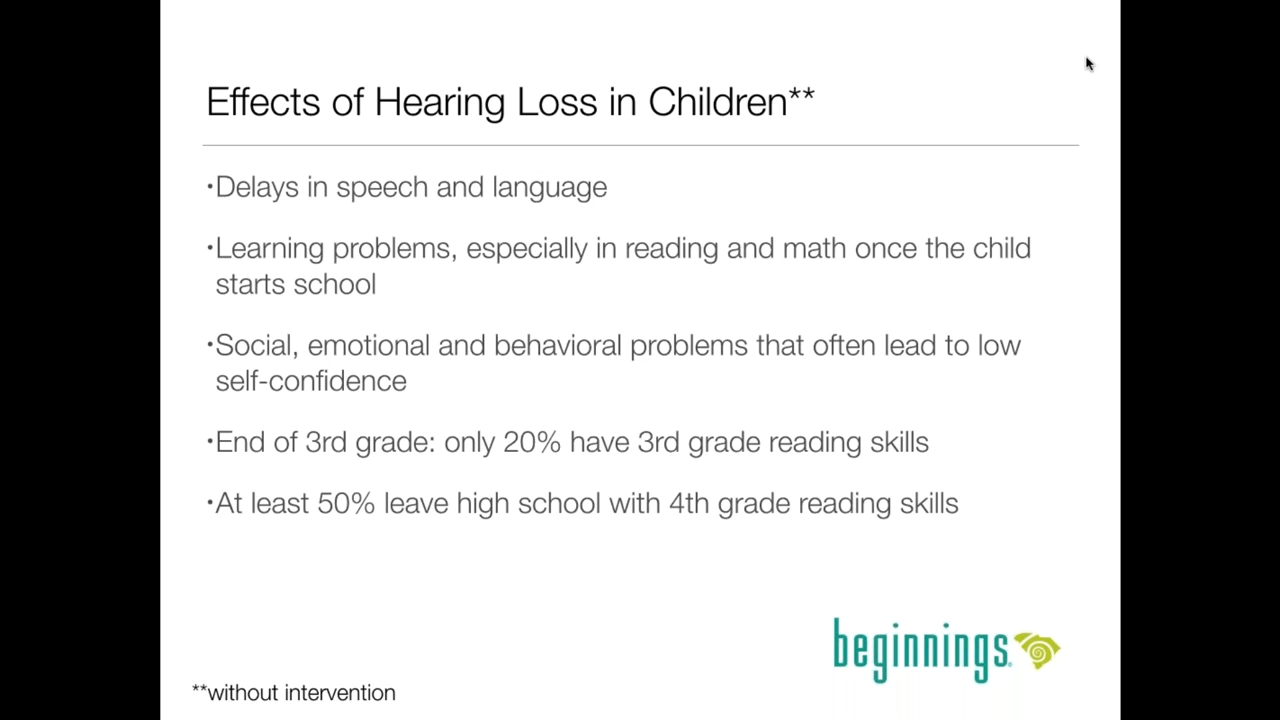 Effects of Hearing Loss in Children**
•Delays in speech and language
•Learning problems, especially in reading and math once the child
starts school
•Social, emotional and behavioral problems that often lead to low
self-confidence
•End of 3rd grade: only 20% have 3rd grade reading skills
•At least 50% leave high school with 4th grade reading skills
beginnings®
**without intervention